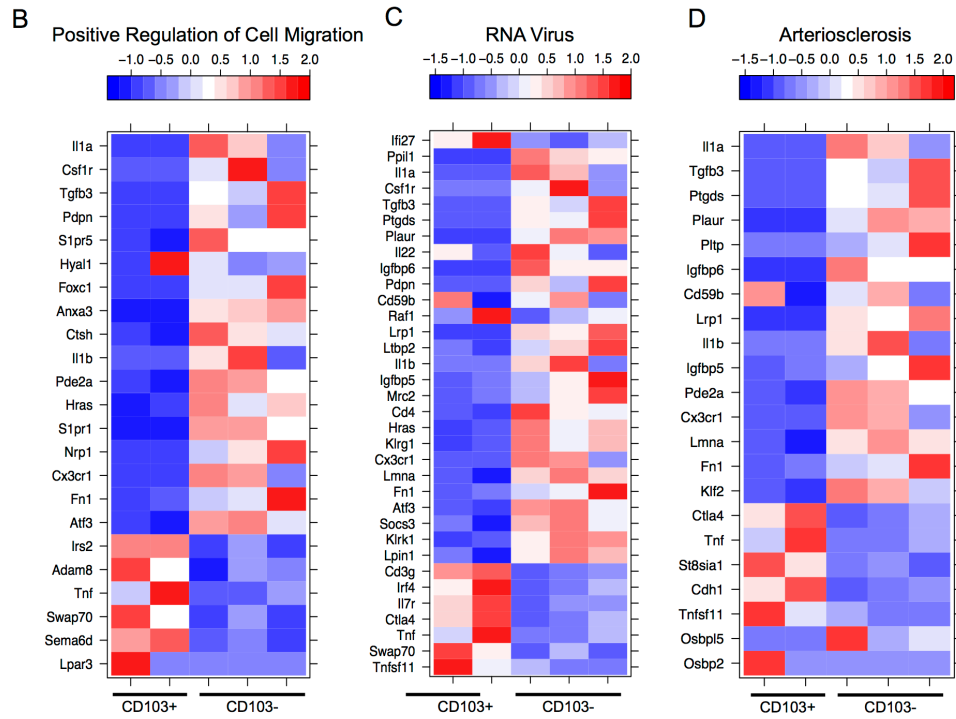 B
Positive Regulation of Cell Migration
−1.0 −0.5 0.0 0.5 1.0 1.5 2.0
Il1a
Csf1r
Tgfb3
Pdpn
S1pr5
Hyal1
Foxc1
Anxa3
Ctsh
Il1b
Pde2a
Hras
S1pr1
Nrp1
Cx3cr1
Fn1
Atf3
Irs2
Adam8
Tnf
Swap70
Sema6d
Lpar3
CD103+ CD103-
C
RNA Virus
−1.5 −1.0 −0.5 0.0 0.5 1.0 1.5 2.0
Ifi27
Ppil1
Il1a
Csf1r
Tgfb3
Ptgds
Plaur
Il22
Igfbp6
Pdpn
Cd59b
Raf1
Lrp1
Ltbp2
Il1b
Igfbp5
Mrc2
Cd4
Hras
Klrg1
Cx3cr1
Lmna
Fn1
Atf3
Socs3
Klrk1
Lpin1
Cd3g
Irf4
Il7r
Ctla4
Tnf
Swap70
Tnfsf11
CD103+ CD103-
D
Arteriosclerosis
−1.5 −1.0 −0.5 0.0 0.5 1.0 1.5 2.0
Il1a
Tgfb3
Ptgds
Plaur
Pltp
Igfbp6
Cd59b
Lrp1
Il1b
Igfbp5
Pde2a
Cx3cr1
Lmna
Fn1
Klf2
Ctla4
Tnf
St8sia1
Cdh1
Tnfsf11
Osbpl5
Osbp2
CD103+ CD103-